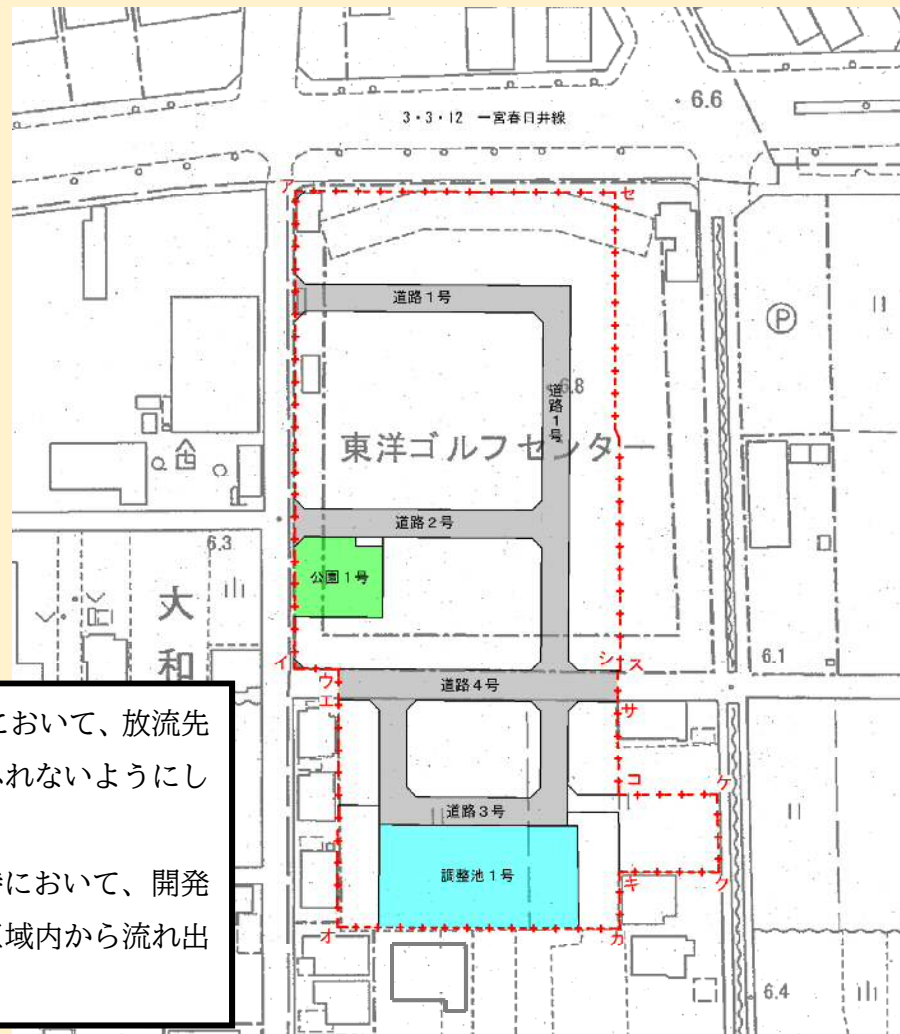 6.6
3・3・12 一宮春日井線
ア
セ
道路1号
P
6.8
道路1号
東洋ゴルフセンター
道路2号
6.3
公園1号
大和
イ
シ
ス
6.1
ウ
道路4号
エ
サ
において、放流先
ふれないようにし
コ
ケ
道路3号
において、開発
調整池1号
キ
ク
区域内から流れ出
オ
カ
6.4